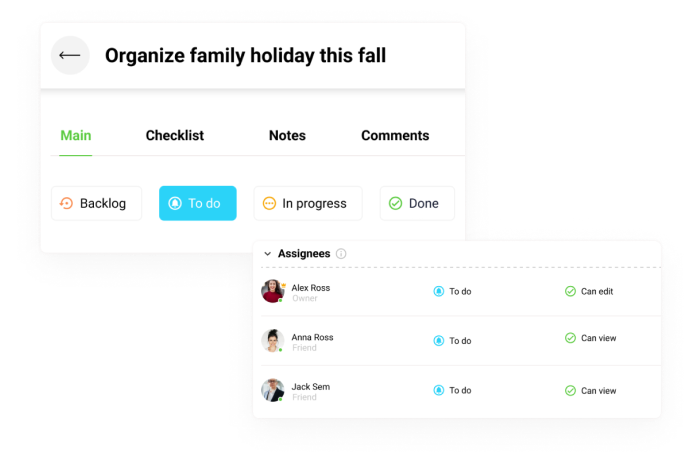 Organize family holiday this fall
Main Checklist Notes Comments
Backlog To do In progress Done
Assignees
Alex Ross To do Can edit
Owner
Anna Ross To do Can view
Friend
Jack Sem To do Can view
Friend